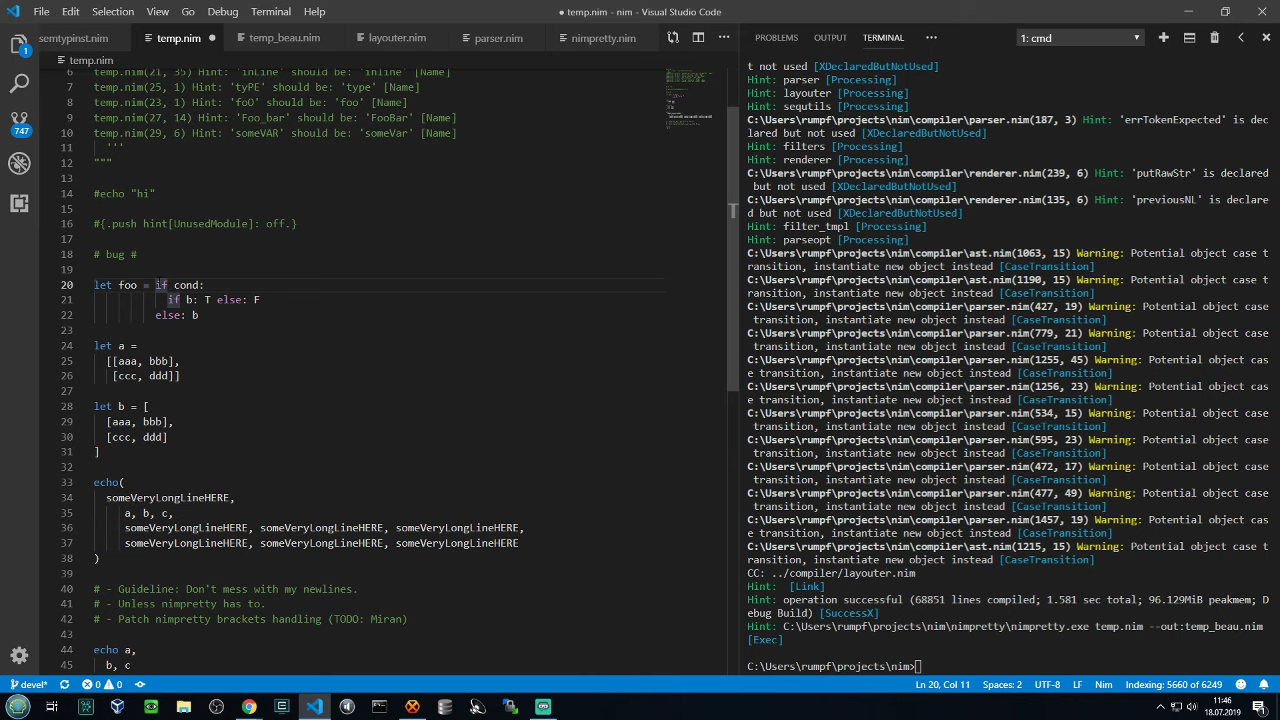 File Edit Selection View Go Debug Terminal Help
● temp.nim - nim - Visual Studio Code
semtypinst.nim temp.nim ● temp_beau.nim layouter.nim parser.nim nimpretty.nim
temp.nim
6 temp.nim(21, 35) Hint: 'inLine' should be: 'inline' [Name]
7 temp.nim(25, 1) Hint: 'tyPE' should be: 'type' [Name]
8 temp.nim(23, 1) Hint: 'foO' should be: 'foo' [Name]
9 temp.nim(27, 14) Hint: 'Foo_bar' should be: 'FooBar' [Name]
10 temp.nim(29, 6) Hint: 'someVAR' should be: 'someVar' [Name]
11 '''
12 """
13
14 #echo "hi"
15
16 #{.push hint[UnusedModule]: off.}
17
18 # bug #
19
20 let foo = if cond:
21 if b: T else: F
22 else: b
23
24 let a =
25 [[aaa, bbb],
26 [ccc, ddd]]
27
28 let b = [
29 [aaa, bbb],
30 [ccc, ddd]
31 ]
32
33 echo(
34 someVeryLongLineHERE,
35 a, b, c,
36 someVeryLongLineHERE, someVeryLongLineHERE, someVeryLongLineHERE,
37 someVeryLongLineHERE, someVeryLongLineHERE, someVeryLongLineHERE
38 )
39
40 # - Guideline: Don't mess with my newlines.
41 # - Unless nimpretty has to.
42 # - Patch nimpretty brackets handling (TODO: Miran)
43
44 echo a,
45 b, c
PROBLEMS OUTPUT TERMINAL ••• 1: cmd
t not used [XDeclaredButNotUsed]
Hint: parser [Processing]
Hint: layouter [Processing]
Hint: sequtils [Processing]
C:\Users\rumpf\projects\nim\compiler\parser.nim(187, 3) Hint: 'errTokenExpected' is dec
lared but not used [XDeclaredButNotUsed]
Hint: filters [Processing]
Hint: renderer [Processing]
C:\Users\rumpf\projects\nim\compiler\renderer.nim(239, 6) Hint: 'putRawStr' is declared
 but not used [XDeclaredButNotUsed]
C:\Users\rumpf\projects\nim\compiler\renderer.nim(135, 6) Hint: 'previousNL' is declare
d but not used [XDeclaredButNotUsed]
Hint: filter_tmpl [Processing]
Hint: parseopt [Processing]
C:\Users\rumpf\projects\nim\compiler\ast.nim(1063, 15) Warning: Potential object case t
ransition, instantiate new object instead [CaseTransition]
C:\Users\rumpf\projects\nim\compiler\ast.nim(1190, 15) Warning: Potential object case t
ransition, instantiate new object instead [CaseTransition]
C:\Users\rumpf\projects\nim\compiler\parser.nim(427, 19) Warning: Potential object case
 transition, instantiate new object instead [CaseTransition]
C:\Users\rumpf\projects\nim\compiler\parser.nim(779, 21) Warning: Potential object case
 transition, instantiate new object instead [CaseTransition]
C:\Users\rumpf\projects\nim\compiler\parser.nim(1255, 45) Warning: Potential object cas
e transition, instantiate new object instead [CaseTransition]
C:\Users\rumpf\projects\nim\compiler\parser.nim(1256, 23) Warning: Potential object cas
e transition, instantiate new object instead [CaseTransition]
C:\Users\rumpf\projects\nim\compiler\parser.nim(534, 15) Warning: Potential object case
 transition, instantiate new object instead [CaseTransition]
C:\Users\rumpf\projects\nim\compiler\parser.nim(595, 23) Warning: Potential object case
 transition, instantiate new object instead [CaseTransition]
C:\Users\rumpf\projects\nim\compiler\parser.nim(472, 17) Warning: Potential object case
 transition, instantiate new object instead [CaseTransition]
C:\Users\rumpf\projects\nim\compiler\parser.nim(477, 49) Warning: Potential object case
 transition, instantiate new object instead [CaseTransition]
C:\Users\rumpf\projects\nim\compiler\parser.nim(1457, 19) Warning: Potential object cas
e transition, instantiate new object instead [CaseTransition]
C:\Users\rumpf\projects\nim\compiler\ast.nim(1215, 15) Warning: Potential object case t
ransition, instantiate new object instead [CaseTransition]
CC: ../compiler/layouter.nim
Hint: [Link]
Hint: operation successful (68851 lines compiled; 1.581 sec total; 96.129MiB peakmem; D
ebug Build) [SuccessX]
Hint: C:\Users\rumpf\projects\nim\nimpretty\nimpretty.exe temp.nim --out:temp_beau.nim
[Exec]
C:\Users\rumpf\projects\nim>
1
747
devel* 0 0
Ln 20, Col 11 Spaces: 2 UTF-8 LF Nim Indexing: 5660 of 6249
11:46
18.07.2019
1